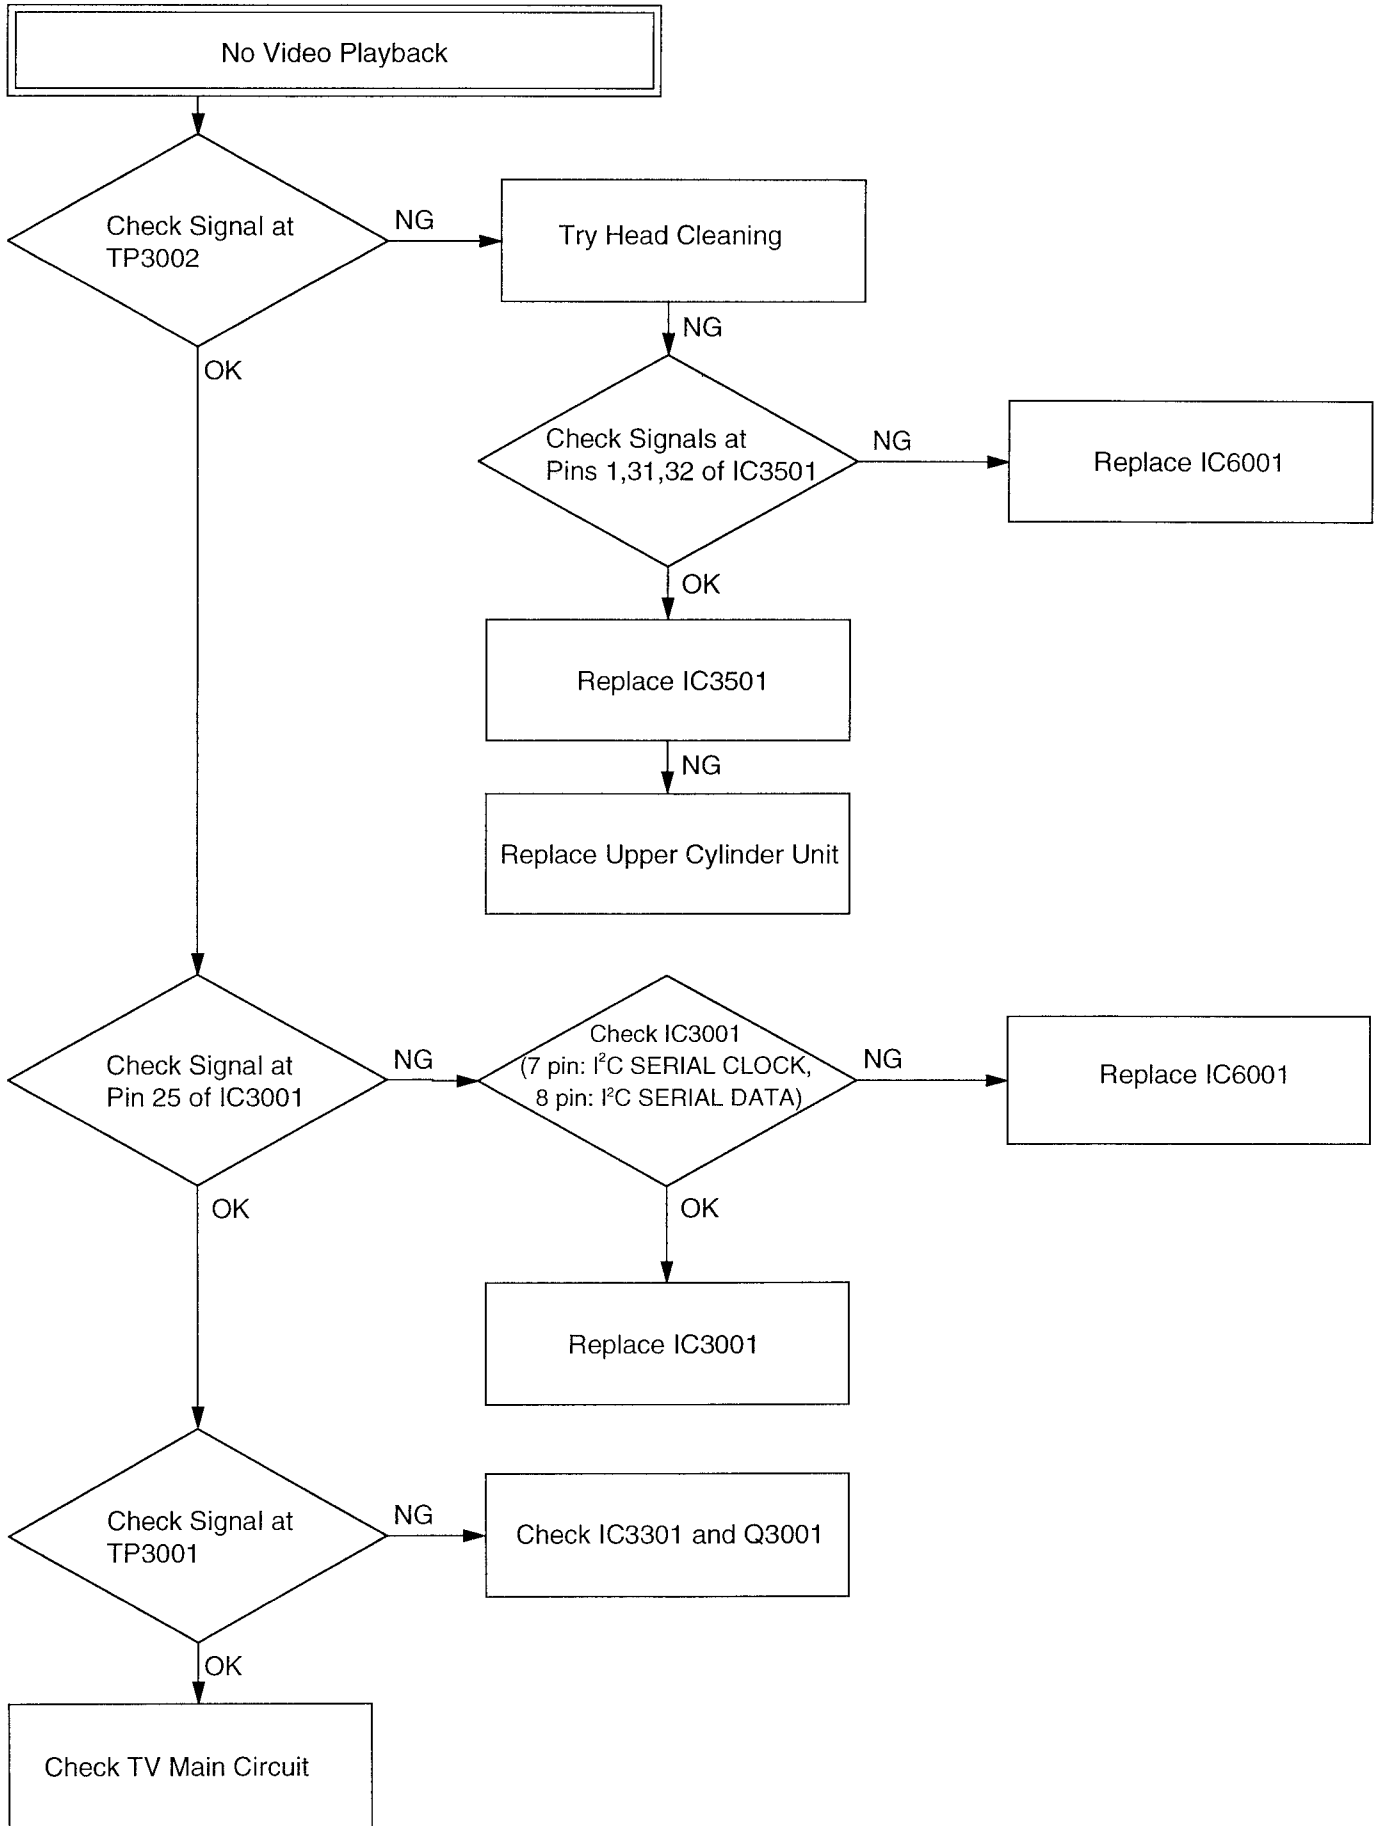 No Video Playback
Check Signal at
TP3002
NG
Try Head Cleaning
NG
OK
Check Signals at
Pins 1,31,32 of IC3501
NG
Replace IC6001
OK
Replace IC3501
NG
Replace Upper Cylinder Unit
Check Signal at
Pin 25 of IC3001
NG
Check IC3001
(7 pin: I²C SERIAL CLOCK,
8 pin: I²C SERIAL DATA)
NG
Replace IC6001
OK
OK
Replace IC3001
Check Signal at
TP3001
NG
Check IC3301 and Q3001
OK
Check TV Main Circuit